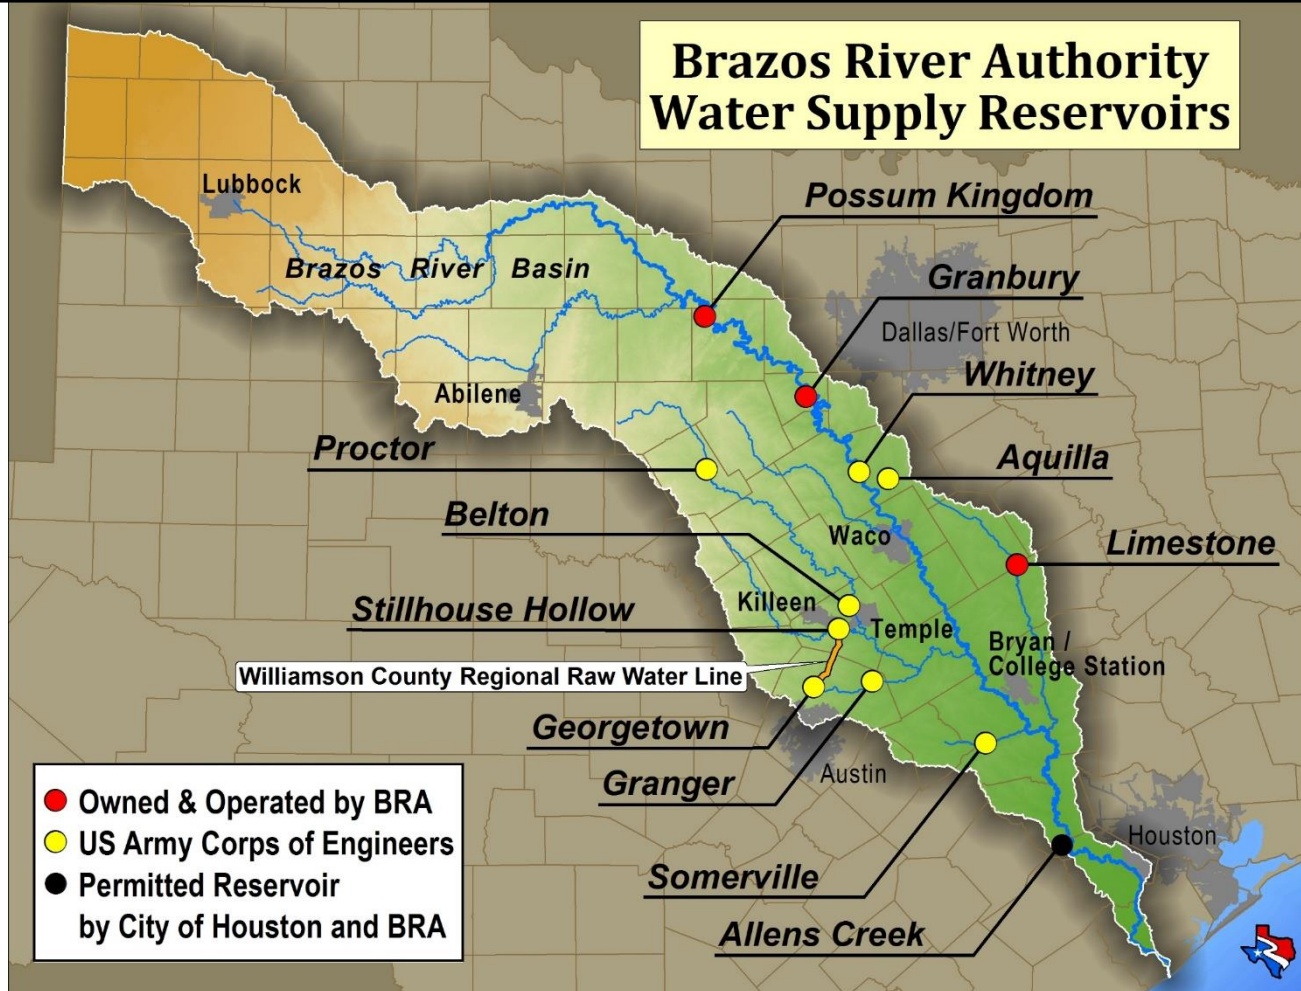 Brazos River Authority
Water Supply Reservoirs
Possum Kingdom
Lubbock
Granbury
Brazos River Basin
Dallas/Fort Worth
Whitney
Abilene
Proctor
Aquilla
Belton
Waco
Limestone
Stillhouse Hollow
Killeen
Temple
Bryan /
College Station
Williamson County Regional Raw Water Line
Georgetown
Granger
Austin
Owned & Operated by BRA
US Army Corps of Engineers
Permitted Reservoir
by City of Houston and BRA
Houston
Somerville
Allens Creek